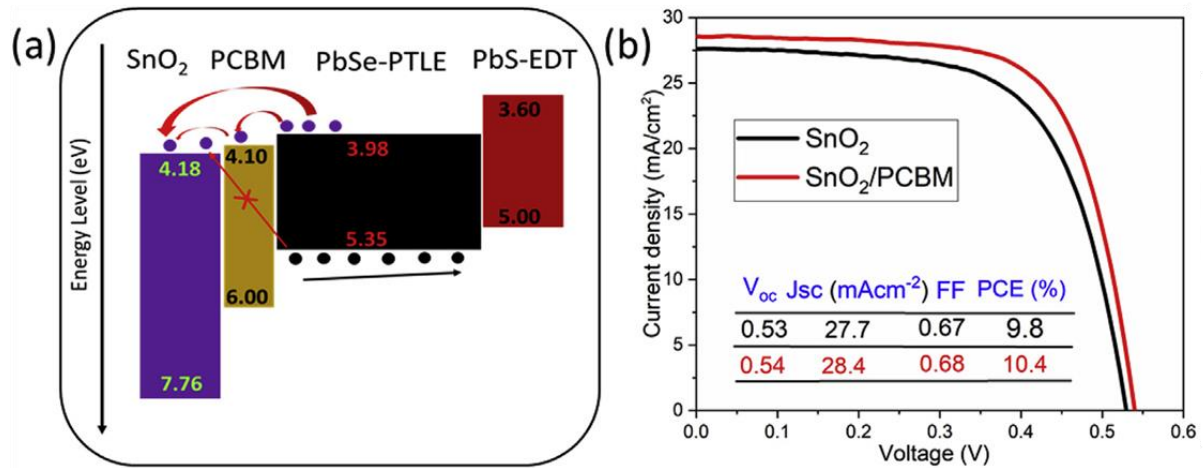 (a)
SnO₂ PCBM PbSe-PTLE PbS-EDT
Energy Level (eV)
3.60
4.18
4.10
3.98
5.00
5.35
6.00
7.76
(b)
Current density (mA/cm²)
30
25
20
15
10
5
0
SnO₂
SnO₂/PCBM
Voc Jsc (mAcm⁻²) FF PCE (%)
0.53 27.7 0.67 9.8
0.54 28.4 0.68 10.4
0.0 0.1 0.2 0.3 0.4 0.5 0.6
Voltage (V)